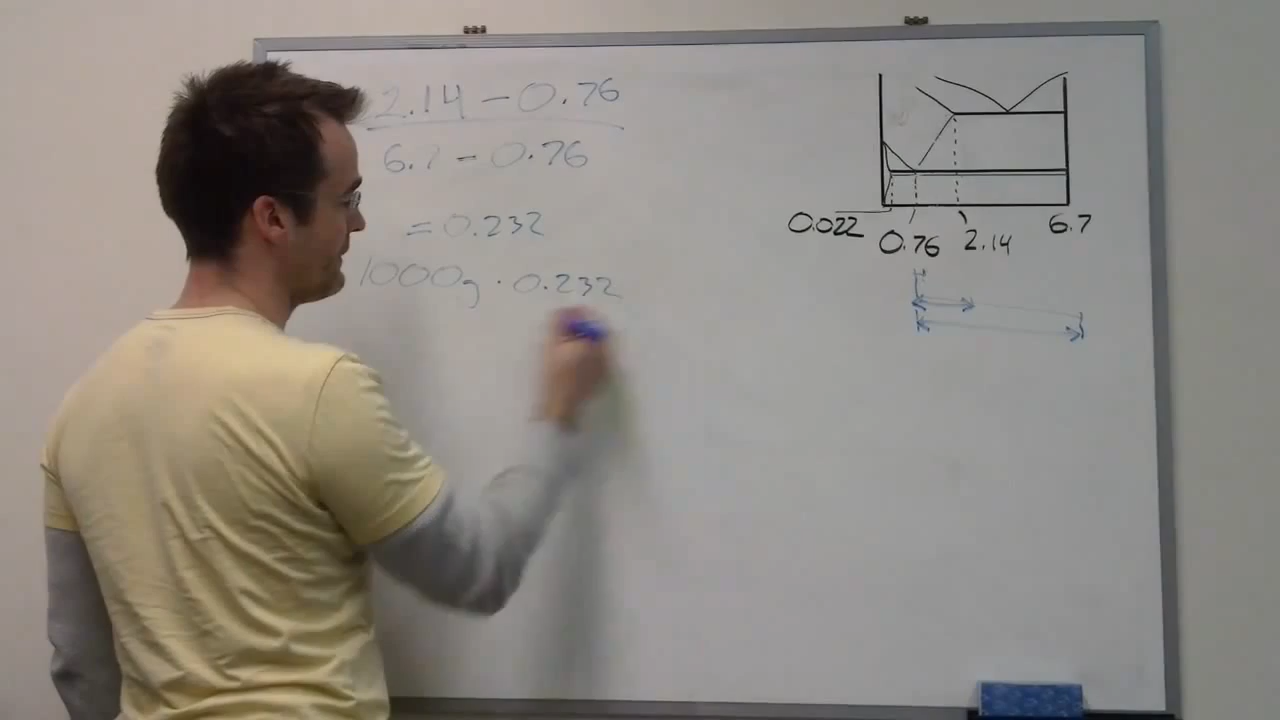 2.14 - 0.76
6.7 - 0.76
= 0.232
1000g · 0.232
0.022
0.76
2.14
6.7